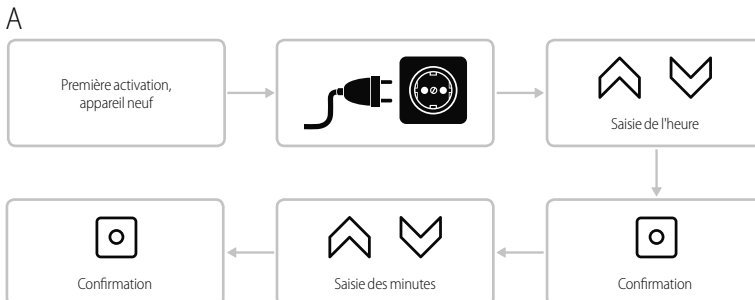 A
Première activation,
appareil neuf
Saisie de l'heure
Confirmation
Saisie des minutes
Confirmation